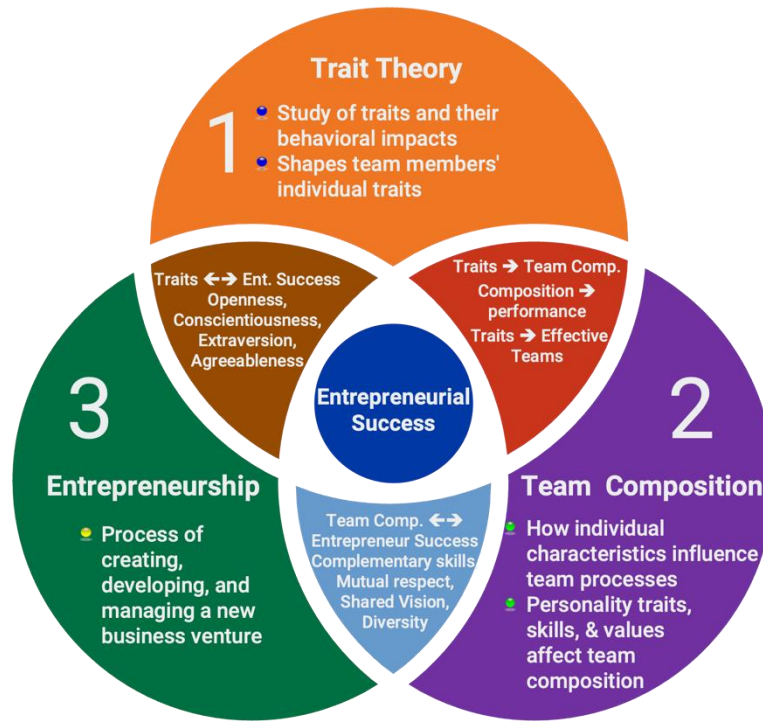 Trait Theory
1
Study of traits and their
behavioral impacts
Shapes team members'
individual traits
Traits ←→ Ent. Success
Openness,
Conscientiousness,
Extraversion,
Agreeableness
Traits → Team Comp.
Composition →
performance
Traits → Effective
Teams
Entrepreneurial
Success
3
Entrepreneurship
Process of
creating,
developing, and
managing a new
business venture
2
Team Composition
How individual
characteristics influence
team processes
Personality traits,
skills, & values
affect team
composition
Team Comp. ←→
Entrepreneur Success
Complementary skills
Mutual respect,
Shared Vision,
Diversity